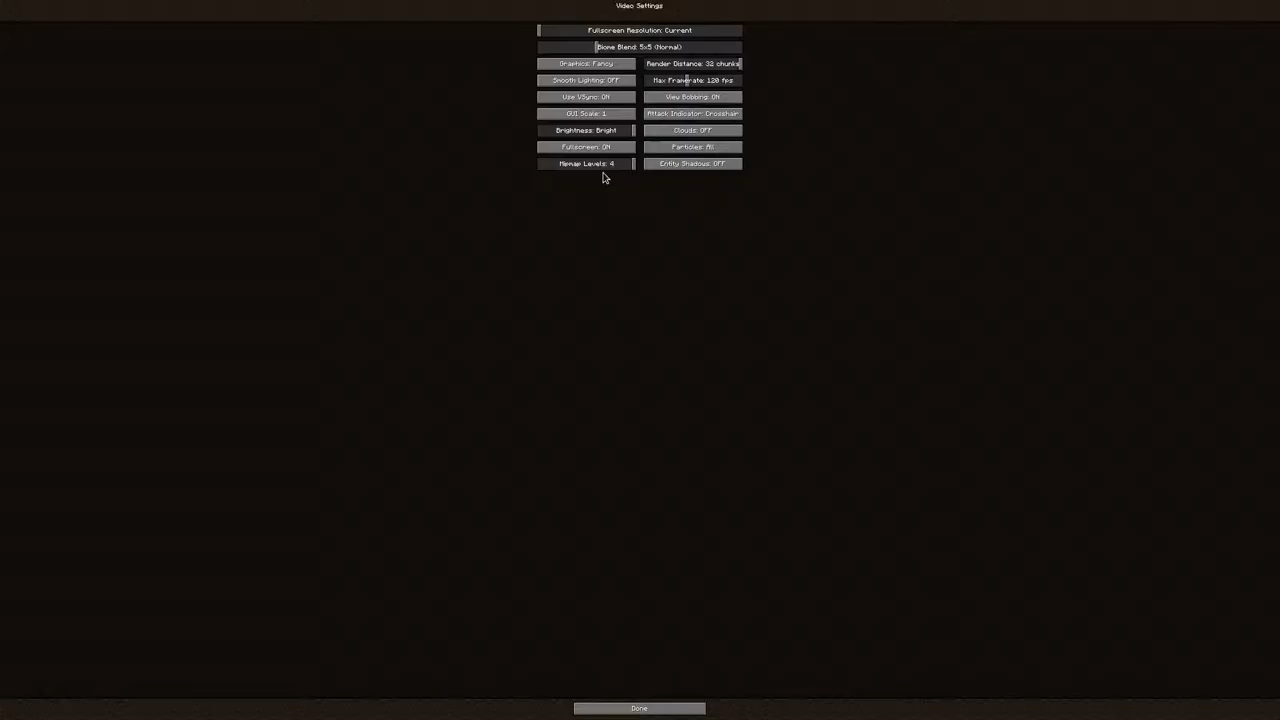 Video Settings
Fullscreen Resolution: Current
Biome Blend: 5x5 (Normal)
Graphics: Fancy
Render Distance: 32 chunks
Smooth Lighting: OFF
Max Framerate: 120 fps
Use VSync: ON
View Bobbing: ON
GUI Scale: 1
Attack Indicator: Crosshair
Brightness: Bright
Clouds: OFF
Fullscreen: ON
Particles: All
Mipmap Levels: 4
Entity Shadows: OFF
Done